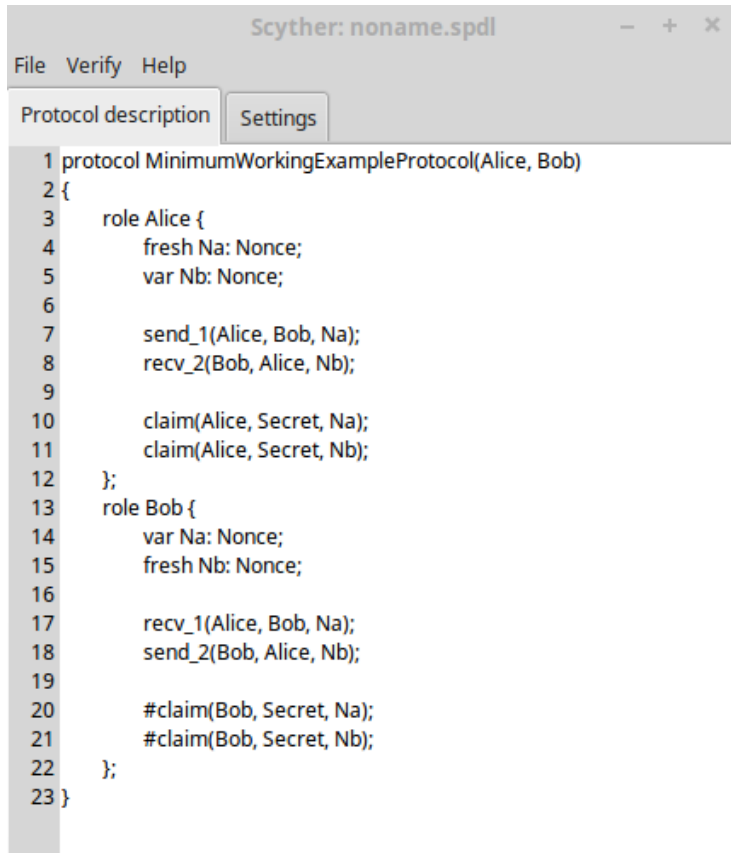 Scyther: noname.spdl
File Verify Help
Protocol description Settings
1 protocol MinimumWorkingExampleProtocol(Alice, Bob)
2 {
3 role Alice {
4 fresh Na: Nonce;
5 var Nb: Nonce;
6
7 send_1(Alice, Bob, Na);
8 recv_2(Bob, Alice, Nb);
9
10 claim(Alice, Secret, Na);
11 claim(Alice, Secret, Nb);
12 };
13 role Bob {
14 var Na: Nonce;
15 fresh Nb: Nonce;
16
17 recv_1(Alice, Bob, Na);
18 send_2(Bob, Alice, Nb);
19
20 #claim(Bob, Secret, Na);
21 #claim(Bob, Secret, Nb);
22 };
23 }